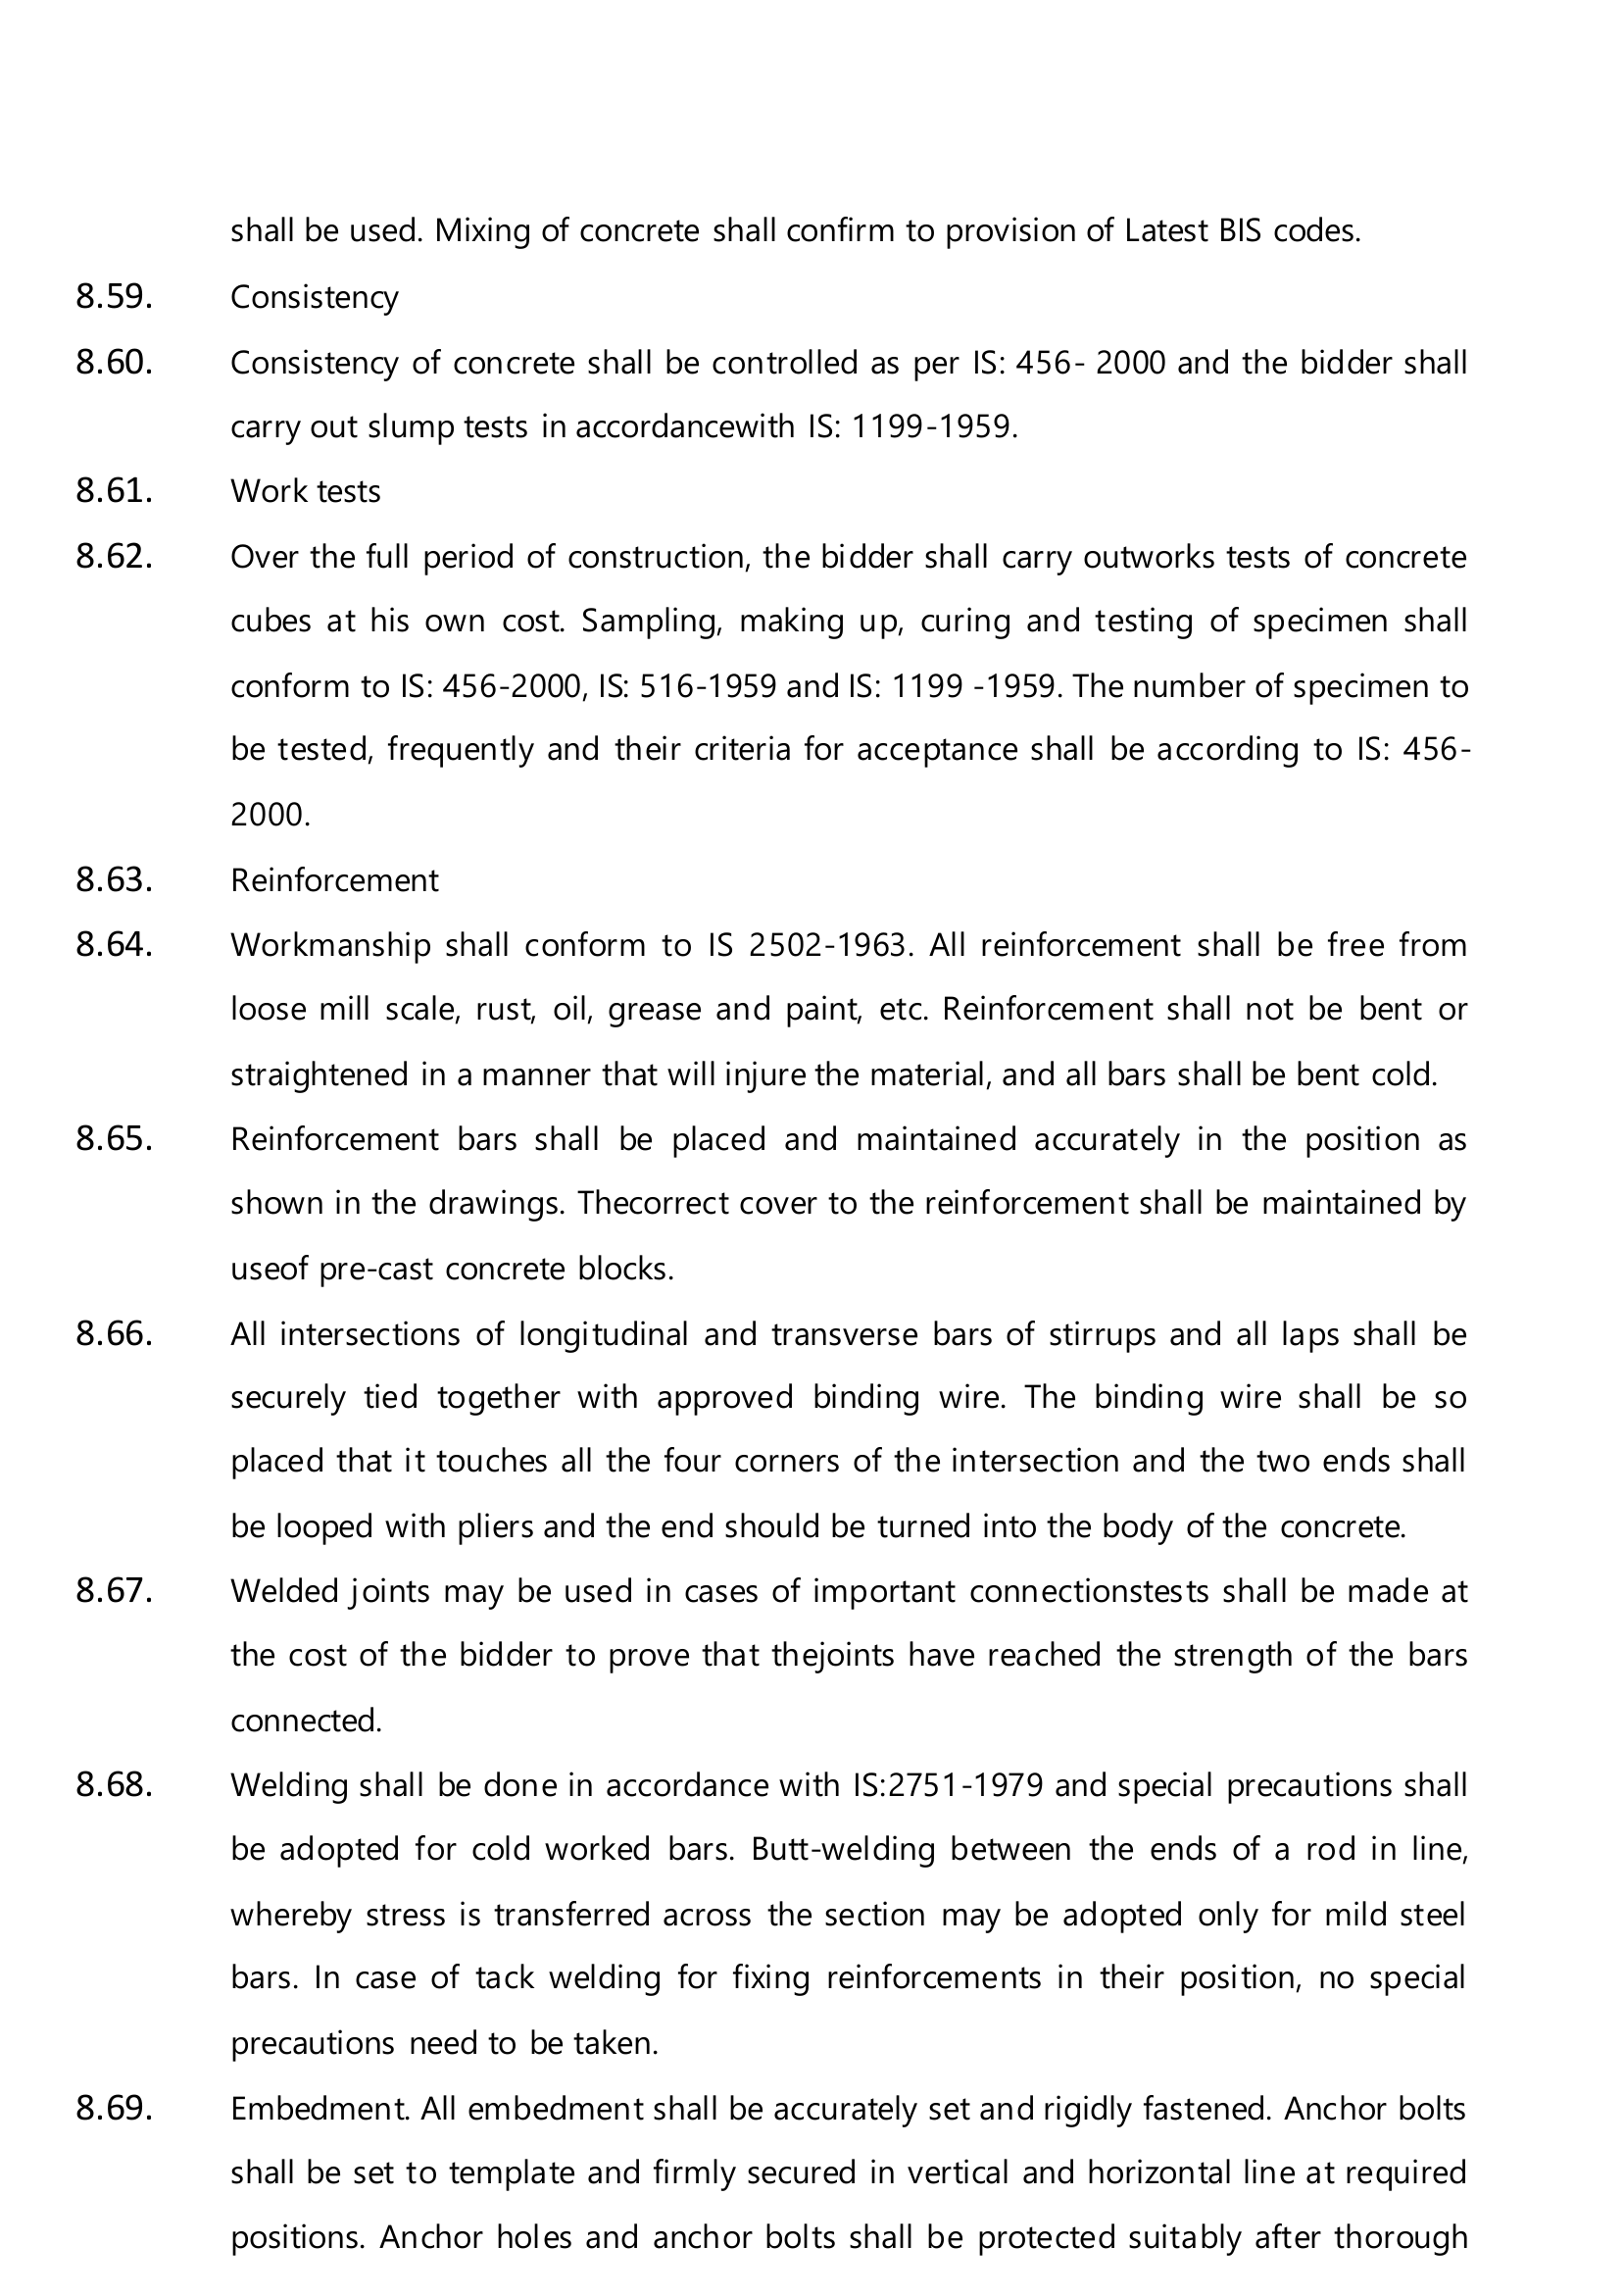 shall be used. Mixing of concrete shall confirm to provision of Latest BIS codes.
8.59. Consistency
8.60. Consistency of concrete shall be controlled as per IS: 456- 2000 and the bidder shall
carry out slump tests in accordancewith IS: 1199-1959.
8.61. Work tests
8.62. Over the full period of construction, the bidder shall carry outworks tests of concrete
cubes at his own cost. Sampling, making up, curing and testing of specimen shall
conform to IS: 456-2000, IS: 516-1959 and IS: 1199 -1959. The number of specimen to
be tested, frequently and their criteria for acceptance shall be according to IS: 456-
2000.
8.63. Reinforcement
8.64. Workmanship shall conform to IS 2502-1963. All reinforcement shall be free from
loose mill scale, rust, oil, grease and paint, etc. Reinforcement shall not be bent or
straightened in a manner that will injure the material, and all bars shall be bent cold.
8.65. Reinforcement bars shall be placed and maintained accurately in the position as
shown in the drawings. Thecorrect cover to the reinforcement shall be maintained by
useof pre-cast concrete blocks.
8.66. All intersections of longitudinal and transverse bars of stirrups and all laps shall be
securely tied together with approved binding wire. The binding wire shall be so
placed that it touches all the four corners of the intersection and the two ends shall
be looped with pliers and the end should be turned into the body of the concrete.
8.67. Welded joints may be used in cases of important connectionstests shall be made at
the cost of the bidder to prove that thejoints have reached the strength of the bars
connected.
8.68. Welding shall be done in accordance with IS:2751-1979 and special precautions shall
be adopted for cold worked bars. Butt-welding between the ends of a rod in line,
whereby stress is transferred across the section may be adopted only for mild steel
bars. In case of tack welding for fixing reinforcements in their position, no special
precautions need to be taken.
8.69. Embedment. All embedment shall be accurately set and rigidly fastened. Anchor bolts
shall be set to template and firmly secured in vertical and horizontal line at required
positions. Anchor holes and anchor bolts shall be protected suitably after thorough